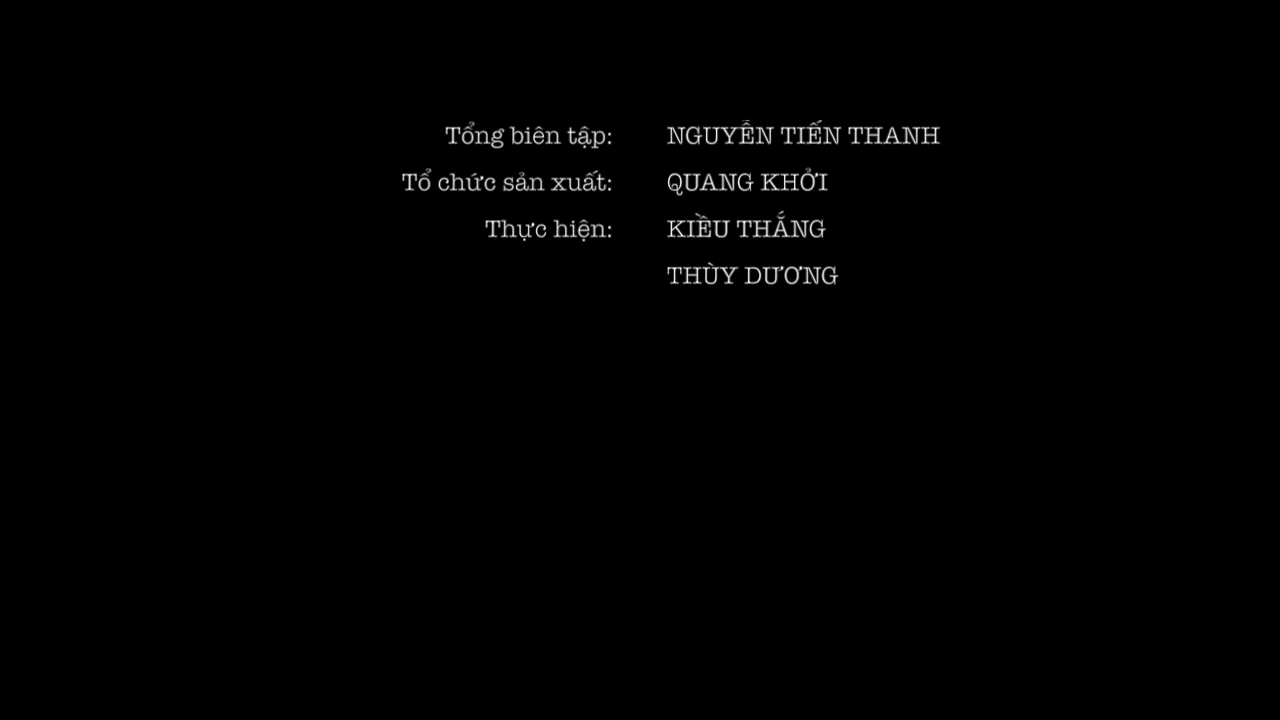 Tổng biên tập: NGUYỄN TIẾN THANH
Tổ chức sản xuất: QUANG KHỞI
Thực hiện: KIỀU THẮNG
THÙY DƯƠNG